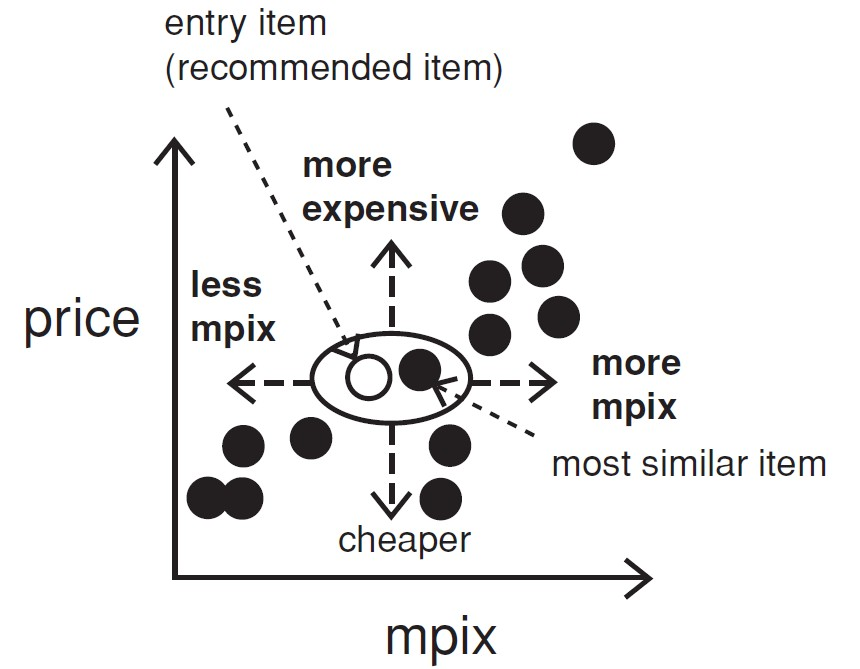 entry item
(recommended item)
more
expensive
less
mpix
price
more
mpix
most similar item
cheaper
mpix